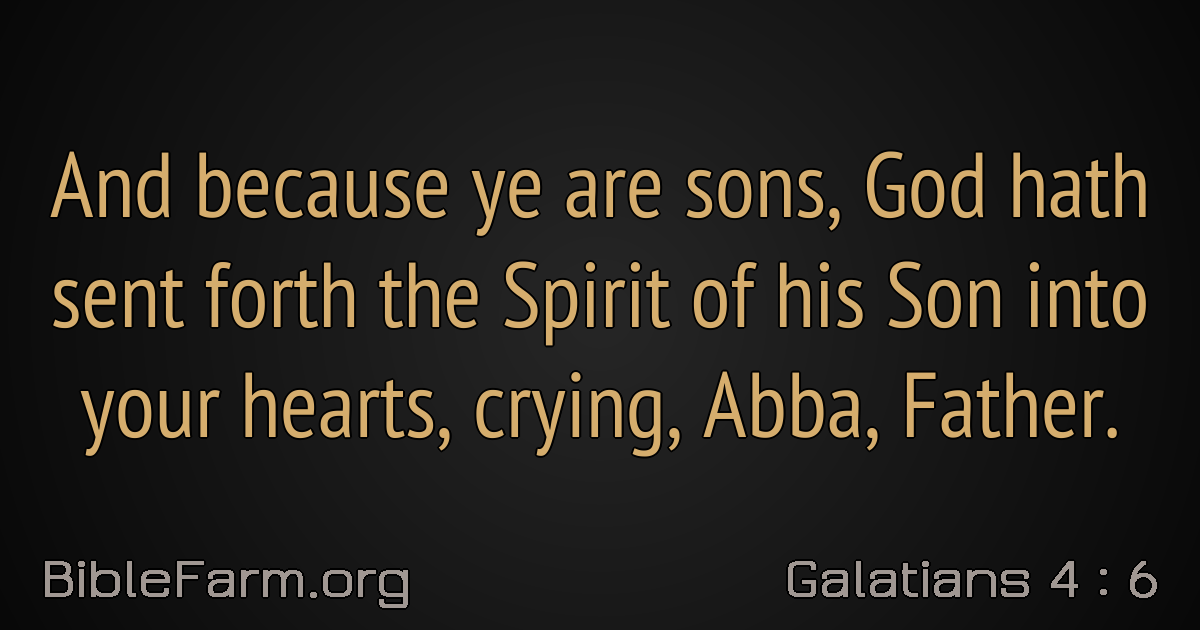 And because ye are sons, God hath
sent forth the Spirit of his Son into
your hearts, crying, Abba, Father.
BibleFarm.org
Galatians 4 : 6